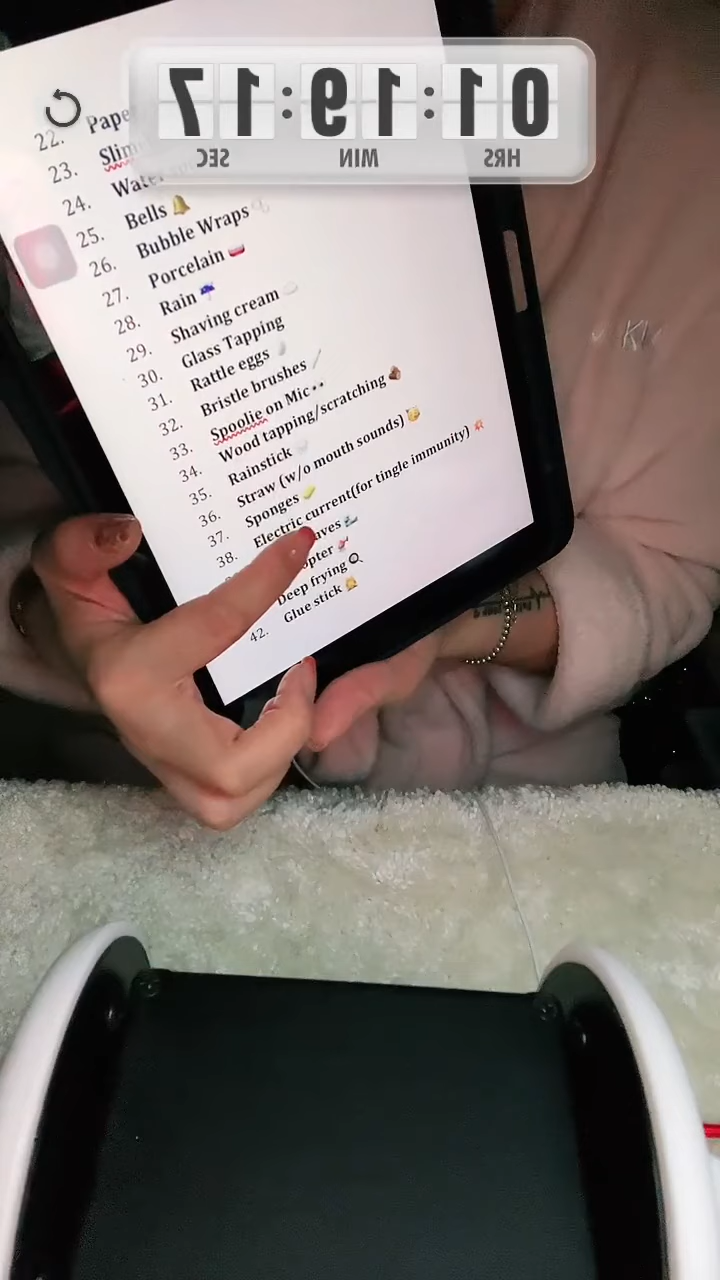 01:19:17
HRS MIN SEC
22. Pape
23. Slim
24. Wate
25. Bells 🔔
26. Bubble Wraps
27. Porcelain
28. Rain
29. Shaving cream
30. Glass Tapping
31. Rattle eggs
32. Bristle brushes
33. Spoolie on Mic
34. Wood tapping/scratching
35. Rainstick
36. Straw (w/o mouth sounds)
37. Sponges
38. Electric current(for tingle immunity)
aves
opter
Deep frying
42. Glue stick